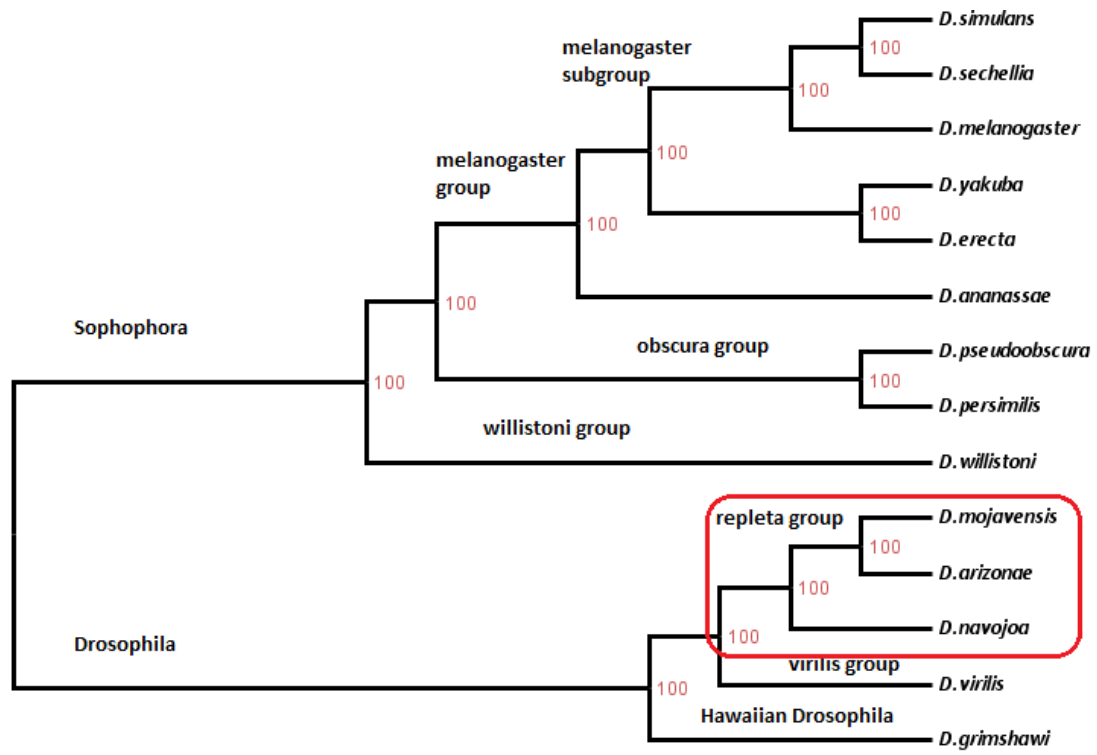 D.simulans
melanogaster
subgroup
100
D.sechellia
100
D.melanogaster
melanogaster
group
100
D.yakuba
100
D.erecta
100
D.ananassae
100
Sophophora
obscura group
D.pseudoobscura
100
100
D.persimilis
willistoni group
D.willistoni
repleta group
D.mojavensis
100
D.arizonae
100
D.navojoa
Drosophila
100
virilis group
100
D.virilis
Hawaiian Drosophila
D.grimshawi